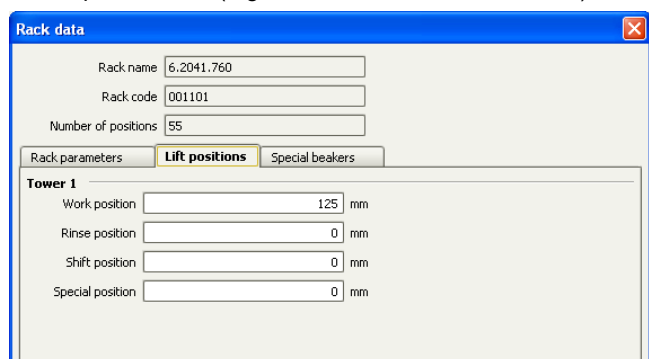 Rack data
Rack name 6.2041.760
Rack code 001101
Number of positions 55
Rack parameters Lift positions Special beakers
Tower 1
Work position 125 mm
Rinse position 0 mm
Shift position 0 mm
Special position 0 mm